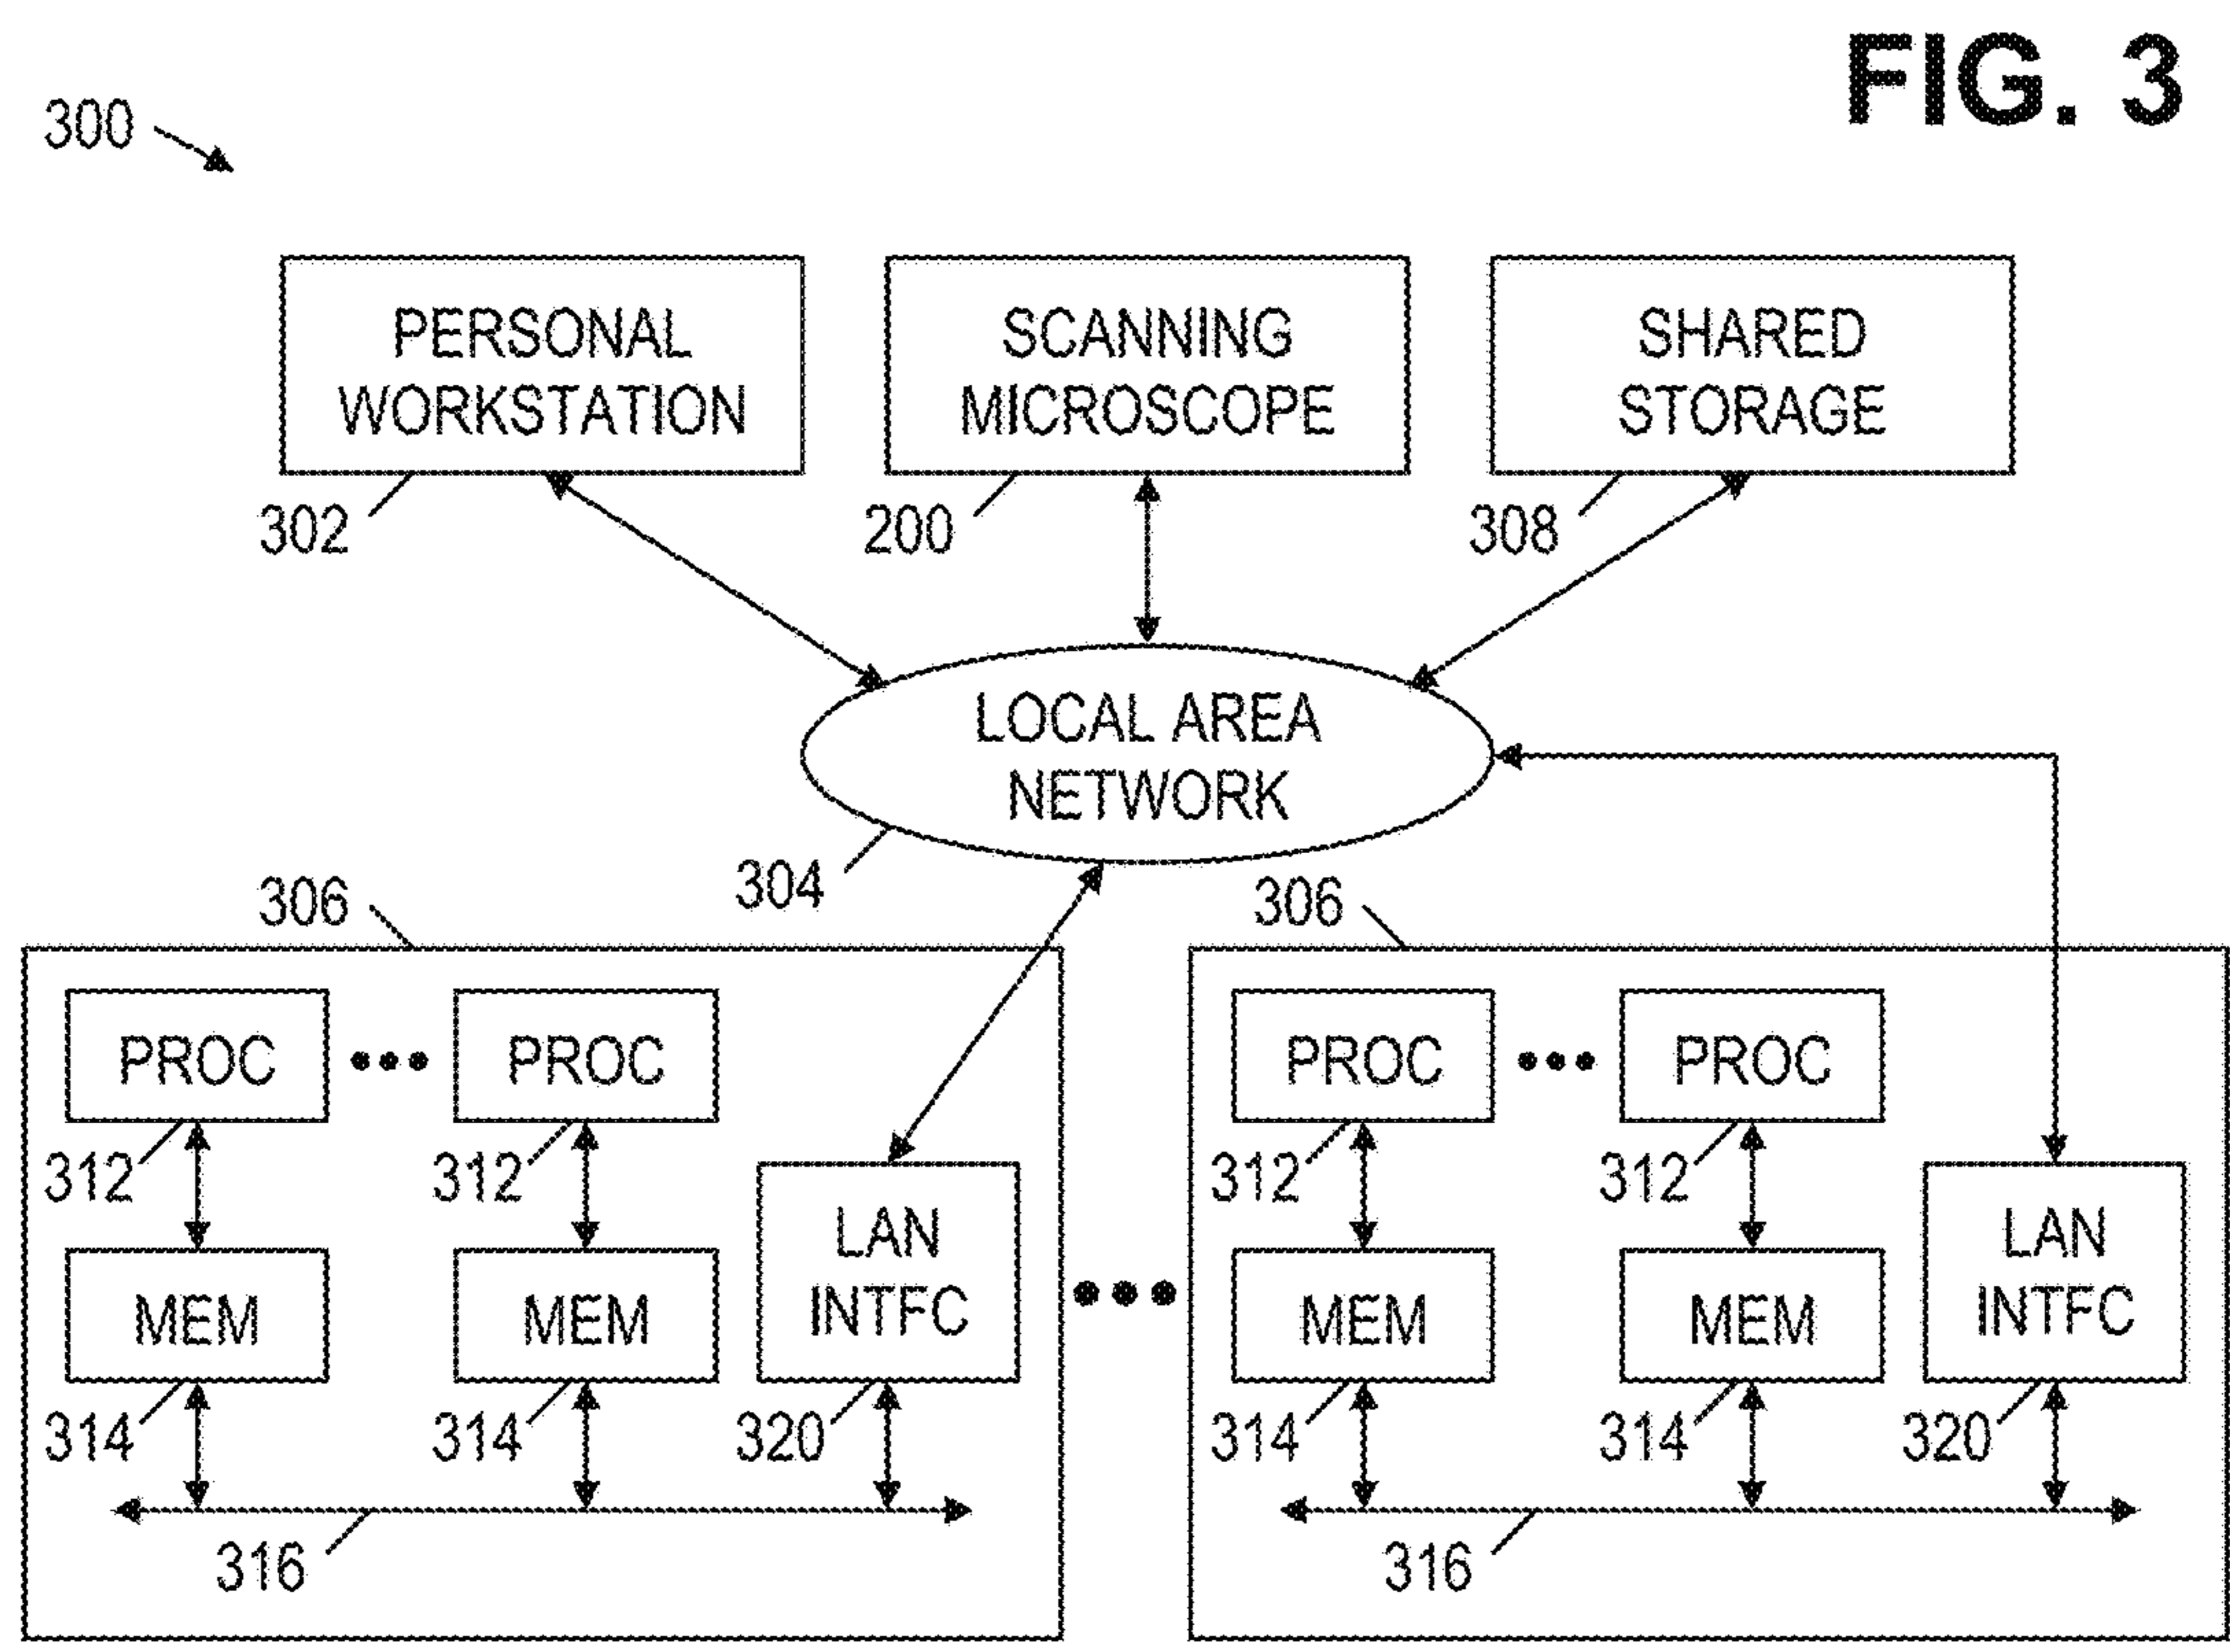 FIG. 3
300
PERSONAL
WORKSTATION
SCANNING
MICROSCOPE
SHARED
STORAGE
302
200
308
LOCAL AREA
NETWORK
304
306
306
PROC
PROC
PROC
PROC
312
312
312
312
LAN
INTFC
LAN
INTFC
MEM
MEM
MEM
MEM
314
314
320
314
314
320
316
316